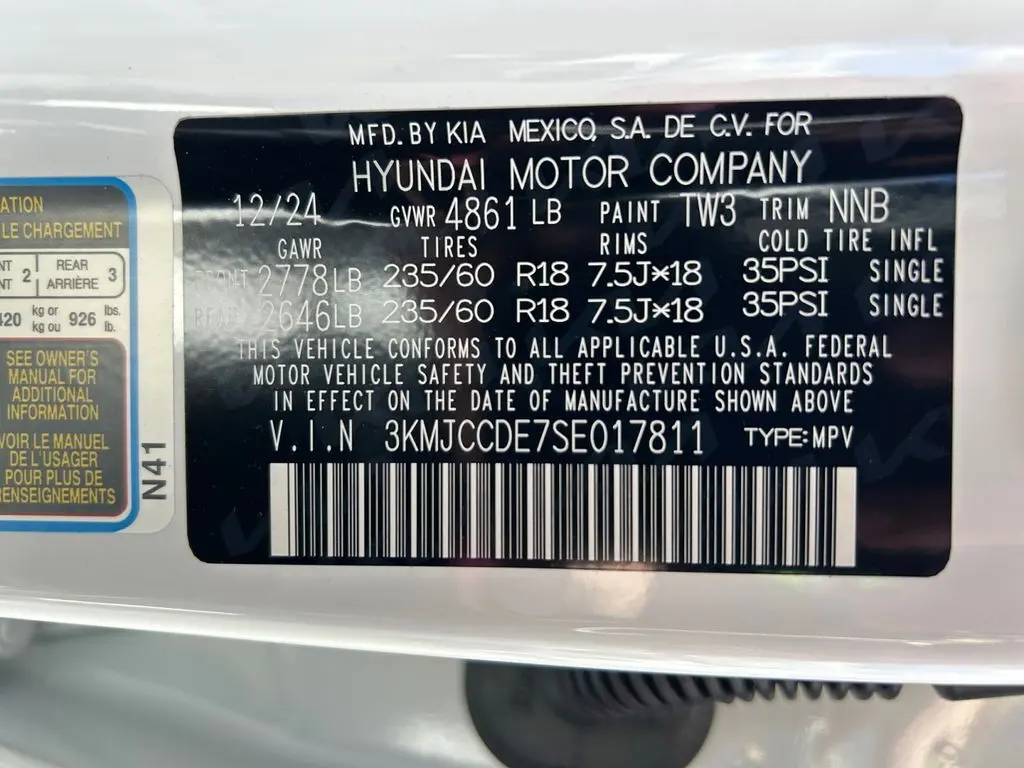 ATION
LE CHARGEMENT
NT 2 REAR 3
NT ARRIÈRE
420 kg or 926 lbs.
kg ou lb.
SEE OWNER'S
MANUAL FOR
ADDITIONAL
INFORMATION
VOIR LE MANUEL
DE L'USAGER
POUR PLUS DE
RENSEIGNEMENTS
N41
MFD. BY KIA MEXICO, S.A. DE C.V. FOR
HYUNDAI MOTOR COMPANY
12/24 GVWR 4861 LB PAINT TW3 TRIM NNB
GAWR TIRES RIMS COLD TIRE INFL
FRONT 2778LB 235/60 R18 7.5J×18 35PSI SINGLE
REAR 2646LB 235/60 R18 7.5J×18 35PSI SINGLE
THIS VEHICLE CONFORMS TO ALL APPLICABLE U.S.A. FEDERAL
MOTOR VEHICLE SAFETY AND THEFT PREVENTION STANDARDS
IN EFFECT ON THE DATE OF MANUFACTURE SHOWN ABOVE
V.I.N 3KMJCCDE7SE017811 TYPE:MPV